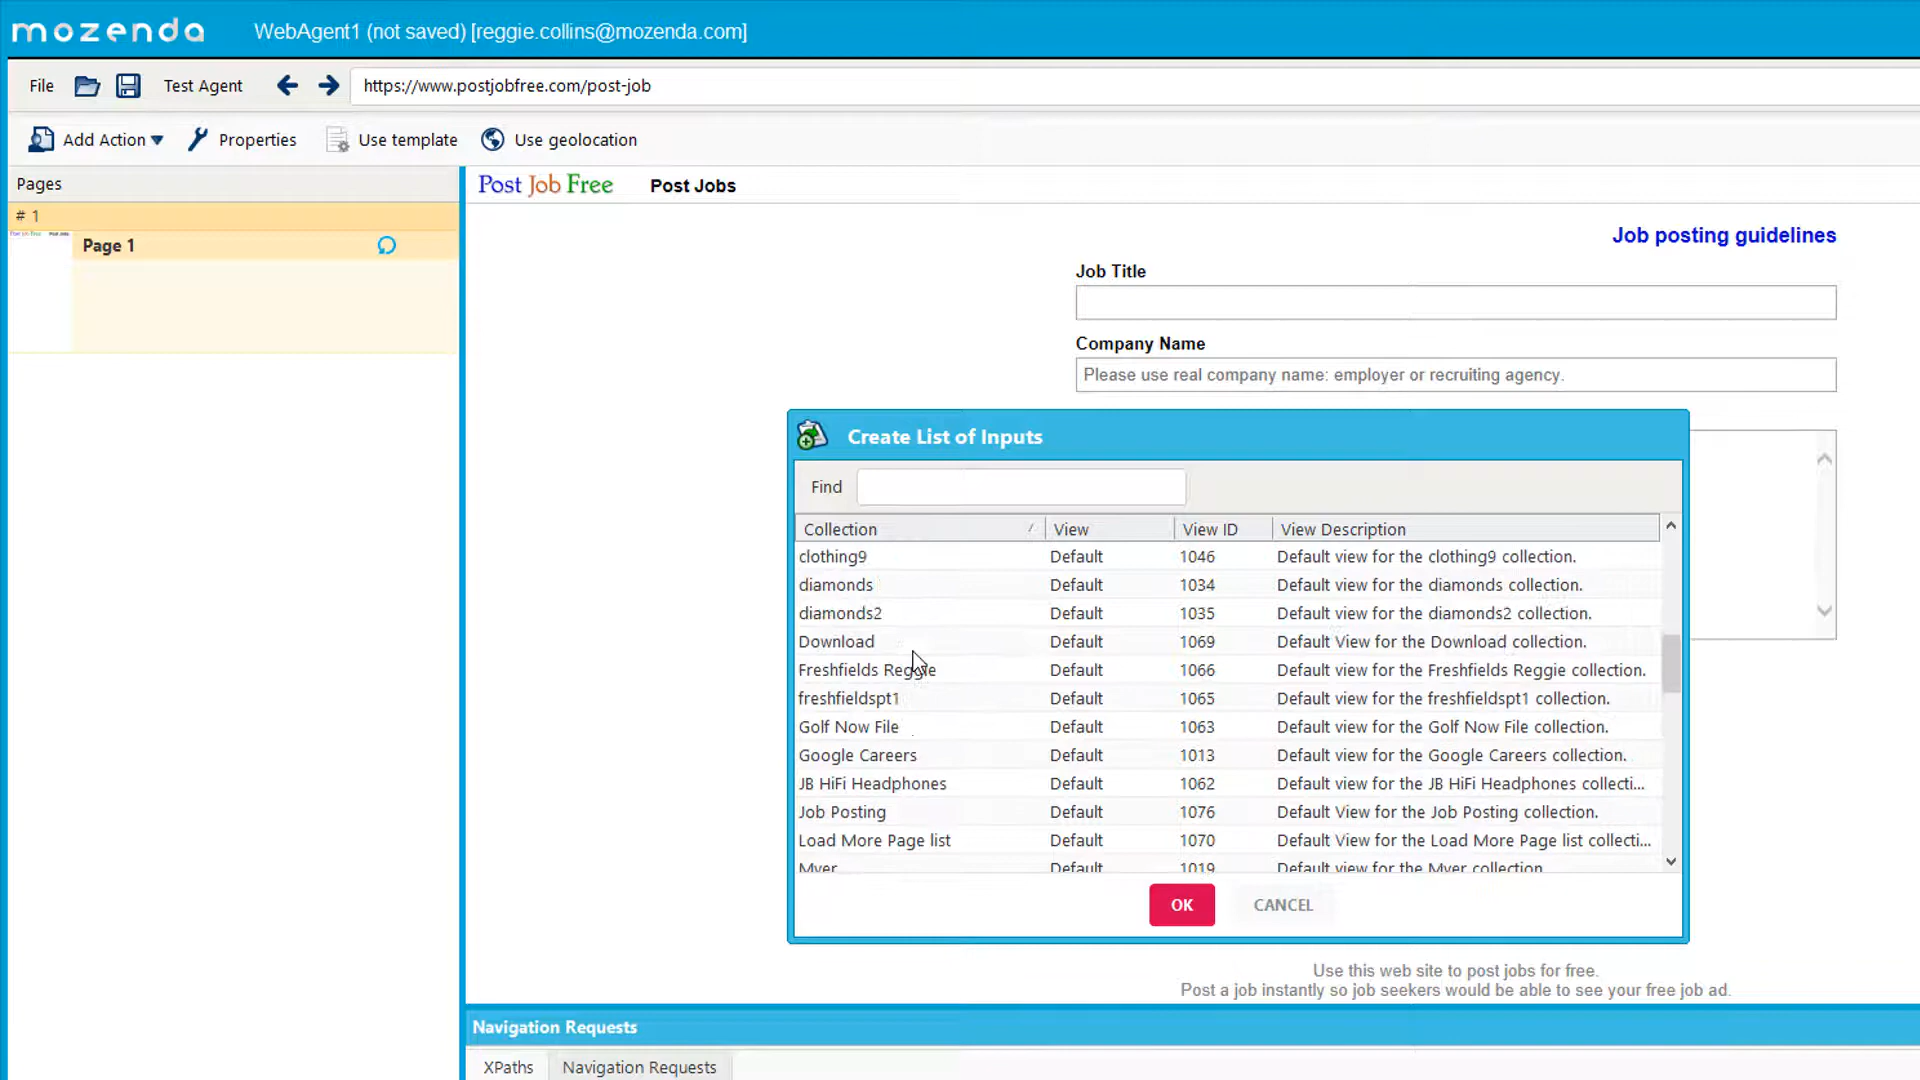 mozenda
WebAgent1 (not saved) [reggie.collins@mozenda.com]
File Test Agent https://www.postjobfree.com/post-job
Add Action Properties Use template Use geolocation
Pages
# 1
Page 1
Post Job Free Post Jobs
Job posting guidelines
Job Title
Company Name
Please use real company name: employer or recruiting agency.
Create List of Inputs
Find
Collection / View View ID View Description
clothing9 Default 1046 Default view for the clothing9 collection.
diamonds Default 1034 Default view for the diamonds collection.
diamonds2 Default 1035 Default view for the diamonds2 collection.
Download Default 1069 Default View for the Download collection.
Freshfields Reggie Default 1066 Default view for the Freshfields Reggie collection.
freshfieldspt1 Default 1065 Default view for the freshfieldspt1 collection.
Golf Now File Default 1063 Default view for the Golf Now File collection.
Google Careers Default 1013 Default view for the Google Careers collection.
JB HiFi Headphones Default 1062 Default view for the JB HiFi Headphones collecti...
Job Posting Default 1076 Default View for the Job Posting collection.
Load More Page list Default 1070 Default View for the Load More Page list collecti...
Myer Default 1019 Default view for the Myer collection.
OK CANCEL
Use this web site to post jobs for free.
Post a job instantly so job seekers would be able to see your free job ad.
Navigation Requests
XPaths Navigation Requests